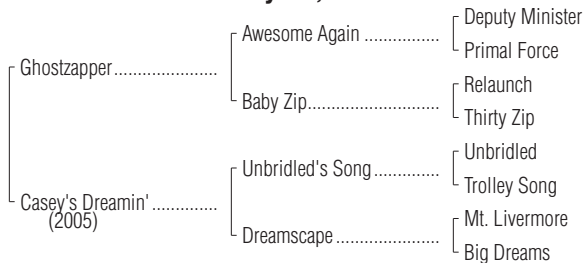 Deputy Minister
Awesome Again ................
Primal Force
Ghostzapper......................
Relaunch
Baby Zip............................
Thirty Zip
Unbridled
Unbridled's Song...............
Trolley Song
Casey's Dreamin' ..............
(2005)
Mt. Livermore
Dreamscape ......................
Big Dreams